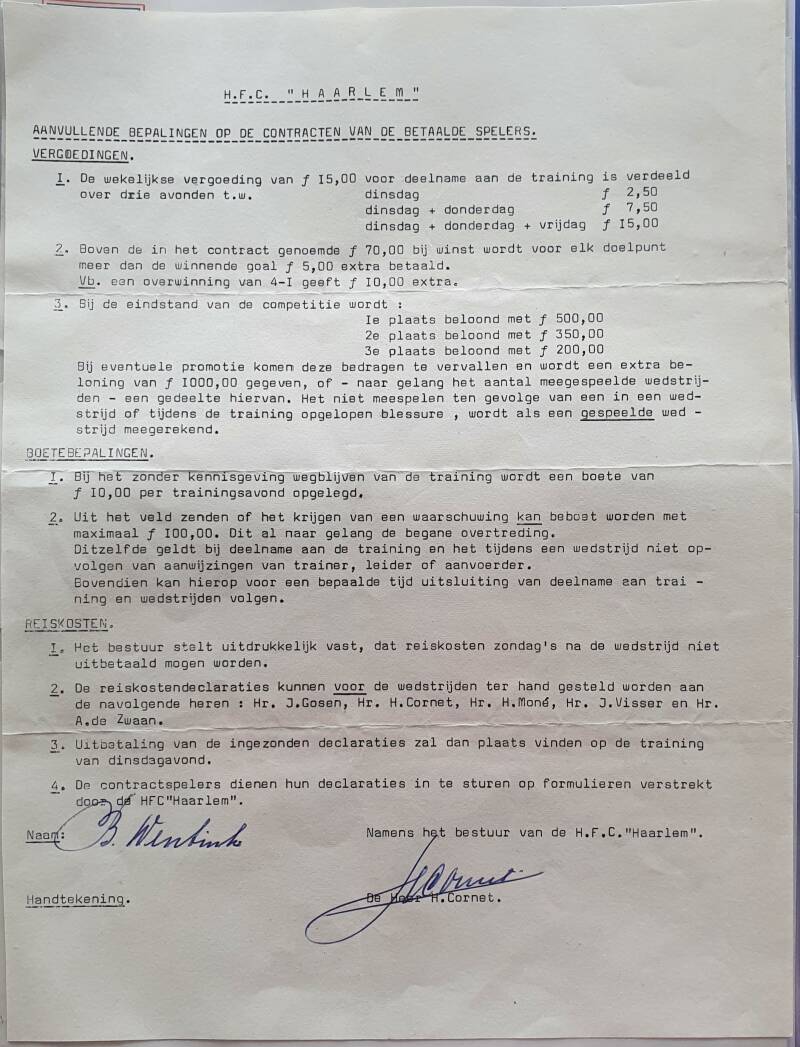 H.F.C. "H A A R L E M"
AANVULLENDE BEPALINGEN OP DE CONTRACTEN VAN DE BETAALDE SPELERS.
VERGOEDINGEN.
I. De wekelijkse vergoeding van ƒ I5,00 voor deelname aan de training is verdeeld
over drie avonden t.w. dinsdag ƒ 2,50
dinsdag + donderdag ƒ 7,50
dinsdag + donderdag + vrijdag ƒ I5,00
2. Boven de in het contract genoemde ƒ 70,00 bij winst wordt voor elk doelpunt
meer dan de winnende goal ƒ 5,00 extra betaald.
Vb. een overwinning van 4-I geeft ƒ I0,00 extra.
3. Bij de eindstand van de competitie wordt :
Ie plaats beloond met ƒ 500,00
2e plaats beloond met ƒ 350,00
3e plaats beloond met ƒ 200,00
Bij eventuele promotie komen deze bedragen te vervallen en wordt een extra be-
loning van ƒ I000,00 gegeven, of - naar gelang het aantal meegespeelde wedstrij-
den - een gedeelte hiervan. Het niet meespelen ten gevolge van een in een wed-
strijd of tijdens de training opgelopen blessure , wordt als een gespeelde wed -
strijd meegerekend.
BOETEBEPALINGEN.
I. Bij het zonder kennisgeving wegblijven van de training wordt een boete van
ƒ I0,00 per trainingsavond opgelegd.
2. Uit het veld zenden of het krijgen van een waarschuwing kan beboet worden met
maximaal ƒ I00,00. Dit al naar gelang de begane overtreding.
Ditzelfde geldt bij deelname aan de training en het tijdens een wedstrijd niet op-
volgen van aanwijzingen van trainer, leider of aanvoerder.
Bovendien kan hierop voor een bepaalde tijd uitsluiting van deelname aan trai -
ning en wedstrijden volgen.
REISKOSTEN.
I. Het bestuur stelt uitdrukkelijk vast, dat reiskosten zondag's na de wedstrijd niet
uitbetaald mogen worden.
2. De reiskostendeclaraties kunnen voor de wedstrijden ter hand gesteld worden aan
de navolgende heren : Hr. J.Gosen, Hr. H.Cornet, Hr. H.Moné, Hr. J.Visser en Hr.
A.de Zwaan.
3. Uitbetaling van de ingezonden declaraties zal dan plaats vinden op de training
van dinsdagavond.
4. De contractspelers dienen hun declaraties in te sturen op formulieren verstrekt
door de HFC"Haarlem".
Naam: B. Wentink Namens het bestuur van de H.F.C."Haarlem".
HCornet.
Handtekening. De Heer H.Cornet.